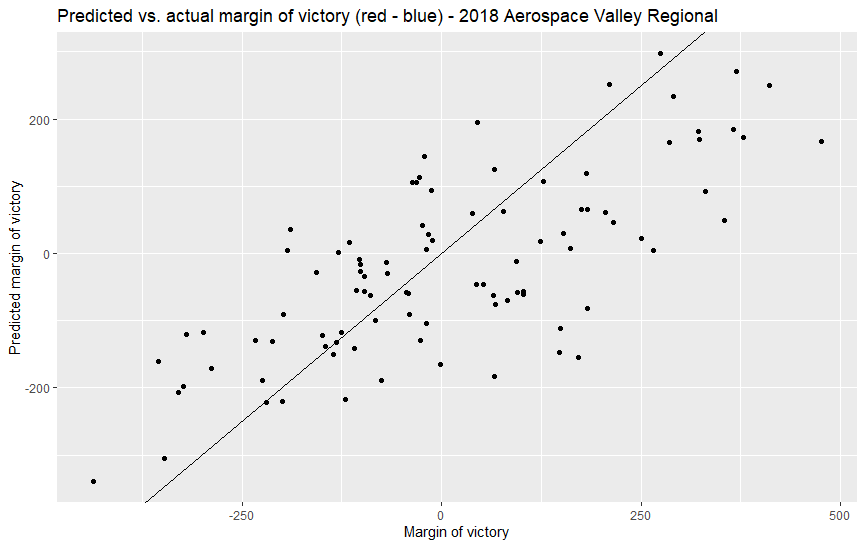 Predicted vs. actual margin of victory (red - blue) - 2018 Aerospace Valley Regional
Predicted margin of victory
200
0
-200
-250
0
250
500
Margin of victory